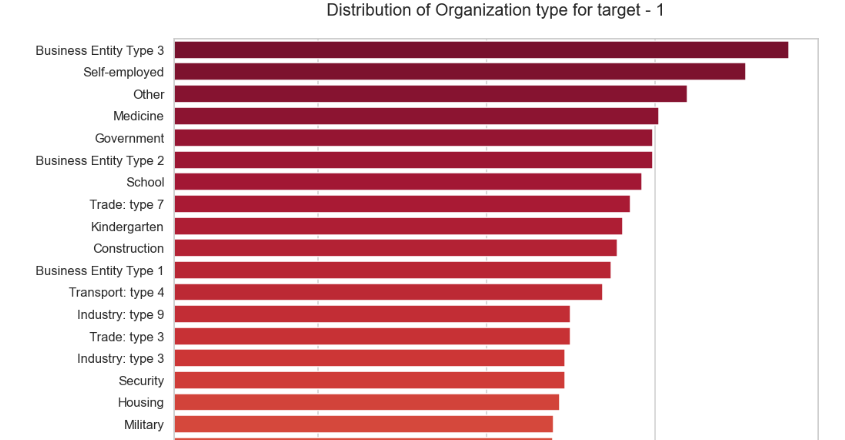 Distribution of Organization type for target - 1
Business Entity Type 3
Self-employed
Other
Medicine
Government
Business Entity Type 2
School
Trade: type 7
Kindergarten
Construction
Business Entity Type 1
Transport: type 4
Industry: type 9
Trade: type 3
Industry: type 3
Security
Housing
Military